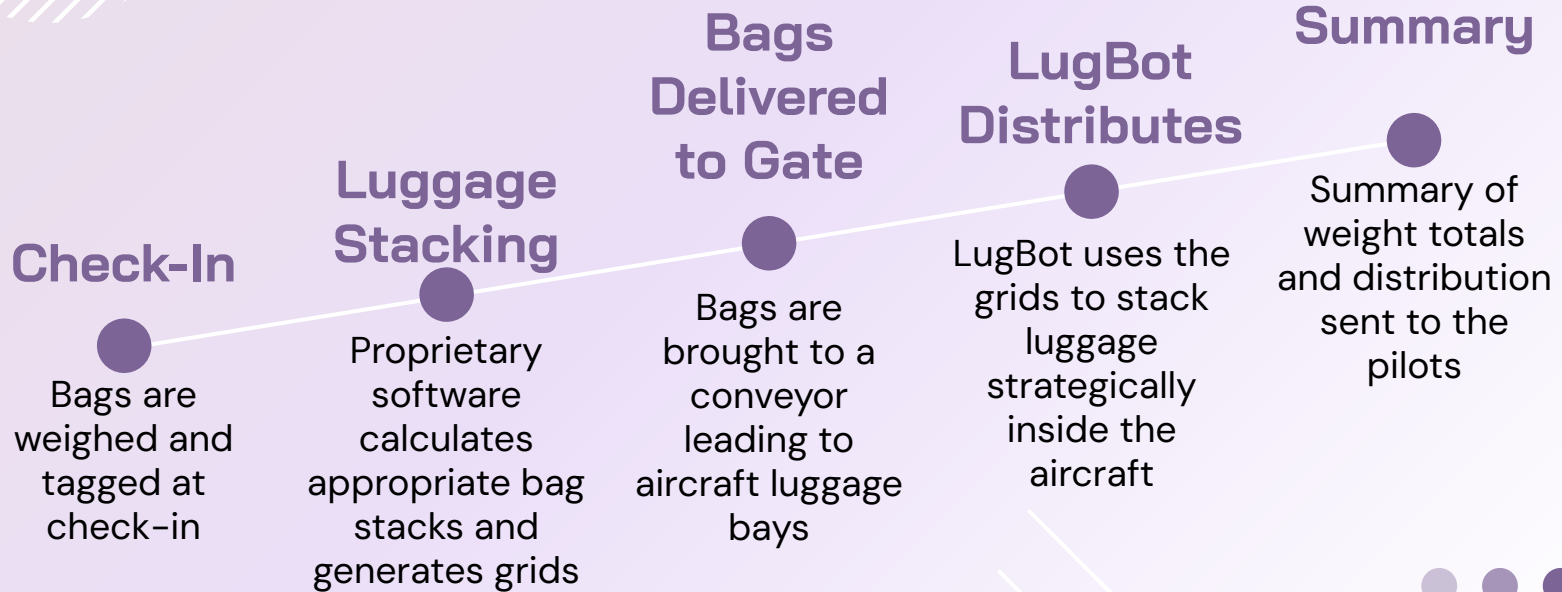 Check-In
Bags are
weighed and
tagged at
check-in
Luggage
Stacking
Proprietary
software
calculates
appropriate bag
stacks and
generates grids
Bags
Delivered
to Gate
Bags are
brought to a
conveyor
leading to
aircraft luggage
bays
LugBot
Distributes
LugBot uses the
grids to stack
luggage
strategically
inside the
aircraft
Summary
Summary of
weight totals
and distribution
sent to the
pilots